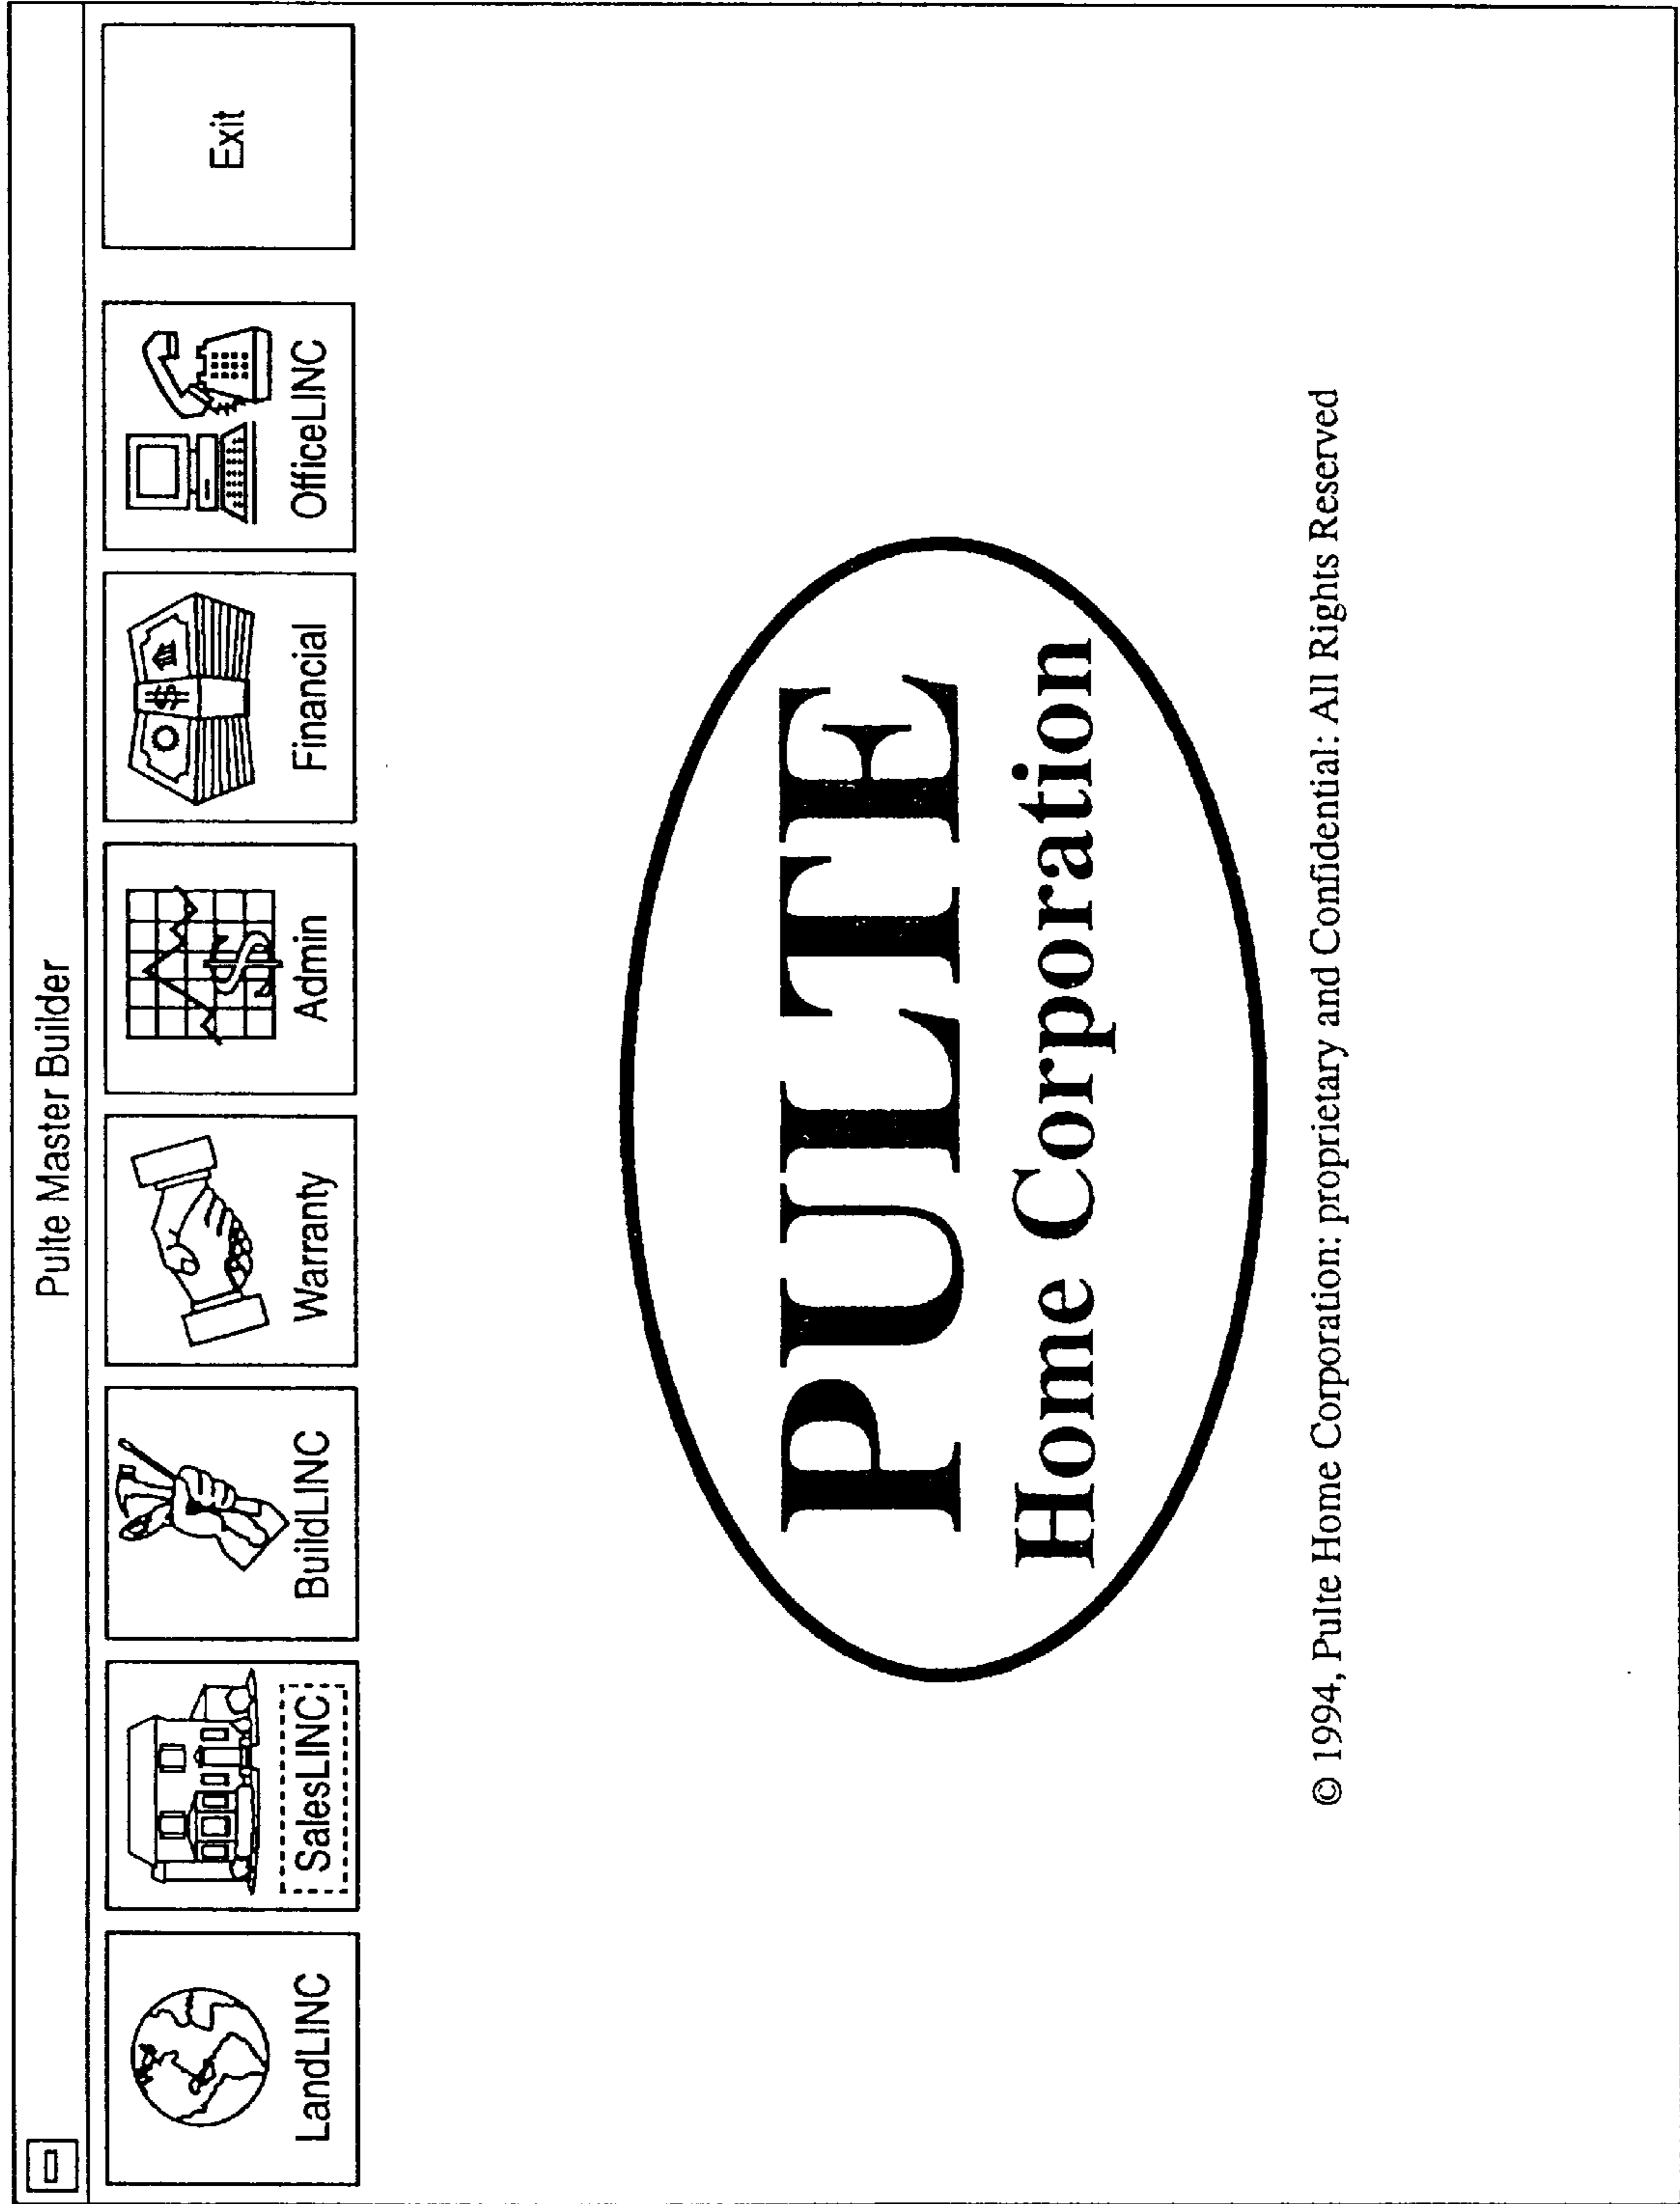 Pulte Master Builder
LandLINC
SalesLINC
BuildLINC
Warranty
Admin
Financial
OfficeLINC
Exit
PULTE
Home Corporation
© 1994, Pulte Home Corporation: proprietary and Confidential: All Rights Reserved